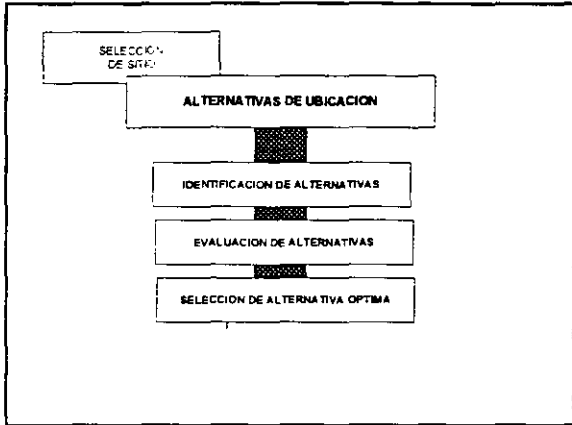 SELECCION
DE SITIO
ALTERNATIVAS DE UBICACION
IDENTIFICACION DE ALTERNATIVAS
EVALUACION DE ALTERNATIVAS
SELECCION DE ALTERNATIVA OPTIMA